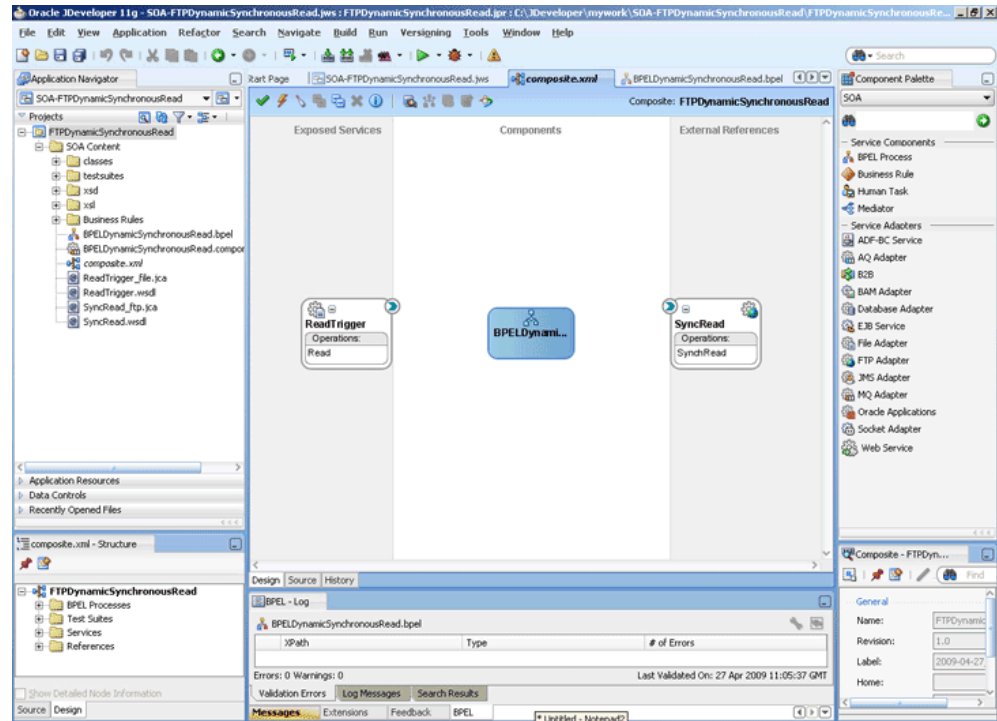 Oracle JDeveloper 11g - SOA-FTPDynamicSynchronousRead.jws : FTPDynamicSynchronousRead.jpr : C:\JDeveloper\mywork\SOA-FTPDynamicSynchronousRead\FTPDynamicSynchronousRe...
File Edit View Application Refactor Search Navigate Build Run Versioning Tools Window Help
Search
Application Navigator
SOA-FTPDynamicSynchronousRead
Projects
FTPDynamicSynchronousRead
SOA Content
classes
testsuites
xsd
xsl
Business Rules
BPELDynamicSynchronousRead.bpel
BPELDynamicSynchronousRead.compor
composite.xml
ReadTrigger_file.jca
ReadTrigger.wsdl
SyncRead_ftp.jca
SyncRead.wsdl
Application Resources
Data Controls
Recently Opened Files
composite.xml - Structure
FTPDynamicSynchronousRead
BPEL Processes
Test Suites
Services
References
Show Detailed Node Information
Source Design
tart Page SOA-FTPDynamicSynchronousRead.jws composite.xml BPELDynamicSynchronousRead.bpel
Composite: FTPDynamicSynchronousRead
Exposed Services Components External References
ReadTrigger
Operations:
Read
BPELDynami...
SyncRead
Operations:
SynchRead
Design Source History
BPEL - Log
BPELDynamicSynchronousRead.bpel
XPath Type # of Errors
Errors: 0 Warnings: 0 Last Validated On: 27 Apr 2009 11:05:37 GMT
Validation Errors Log Messages Search Results
Messages Extensions Feedback BPEL
* Untitled - Notepad2
Component Palette
SOA
Service Components
BPEL Process
Business Rule
Human Task
Mediator
Service Adapters
ADF-BC Service
AQ Adapter
B2B
BAM Adapter
Database Adapter
EJB Service
File Adapter
FTP Adapter
JMS Adapter
MQ Adapter
Oracle Applications
Socket Adapter
Web Service
Composite - FTPDyn...
Find
General
Name: FTPDynamic
Revision: 1.0
Label: 2009-04-27
Home: